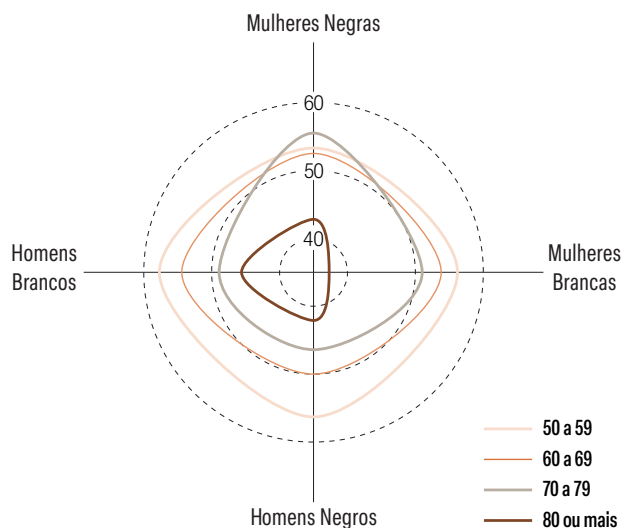 Mulheres Negras
60
50
40
Homens
Brancos
Mulheres
Brancas
Homens Negros
50 a 59
60 a 69
70 a 79
80 ou mais